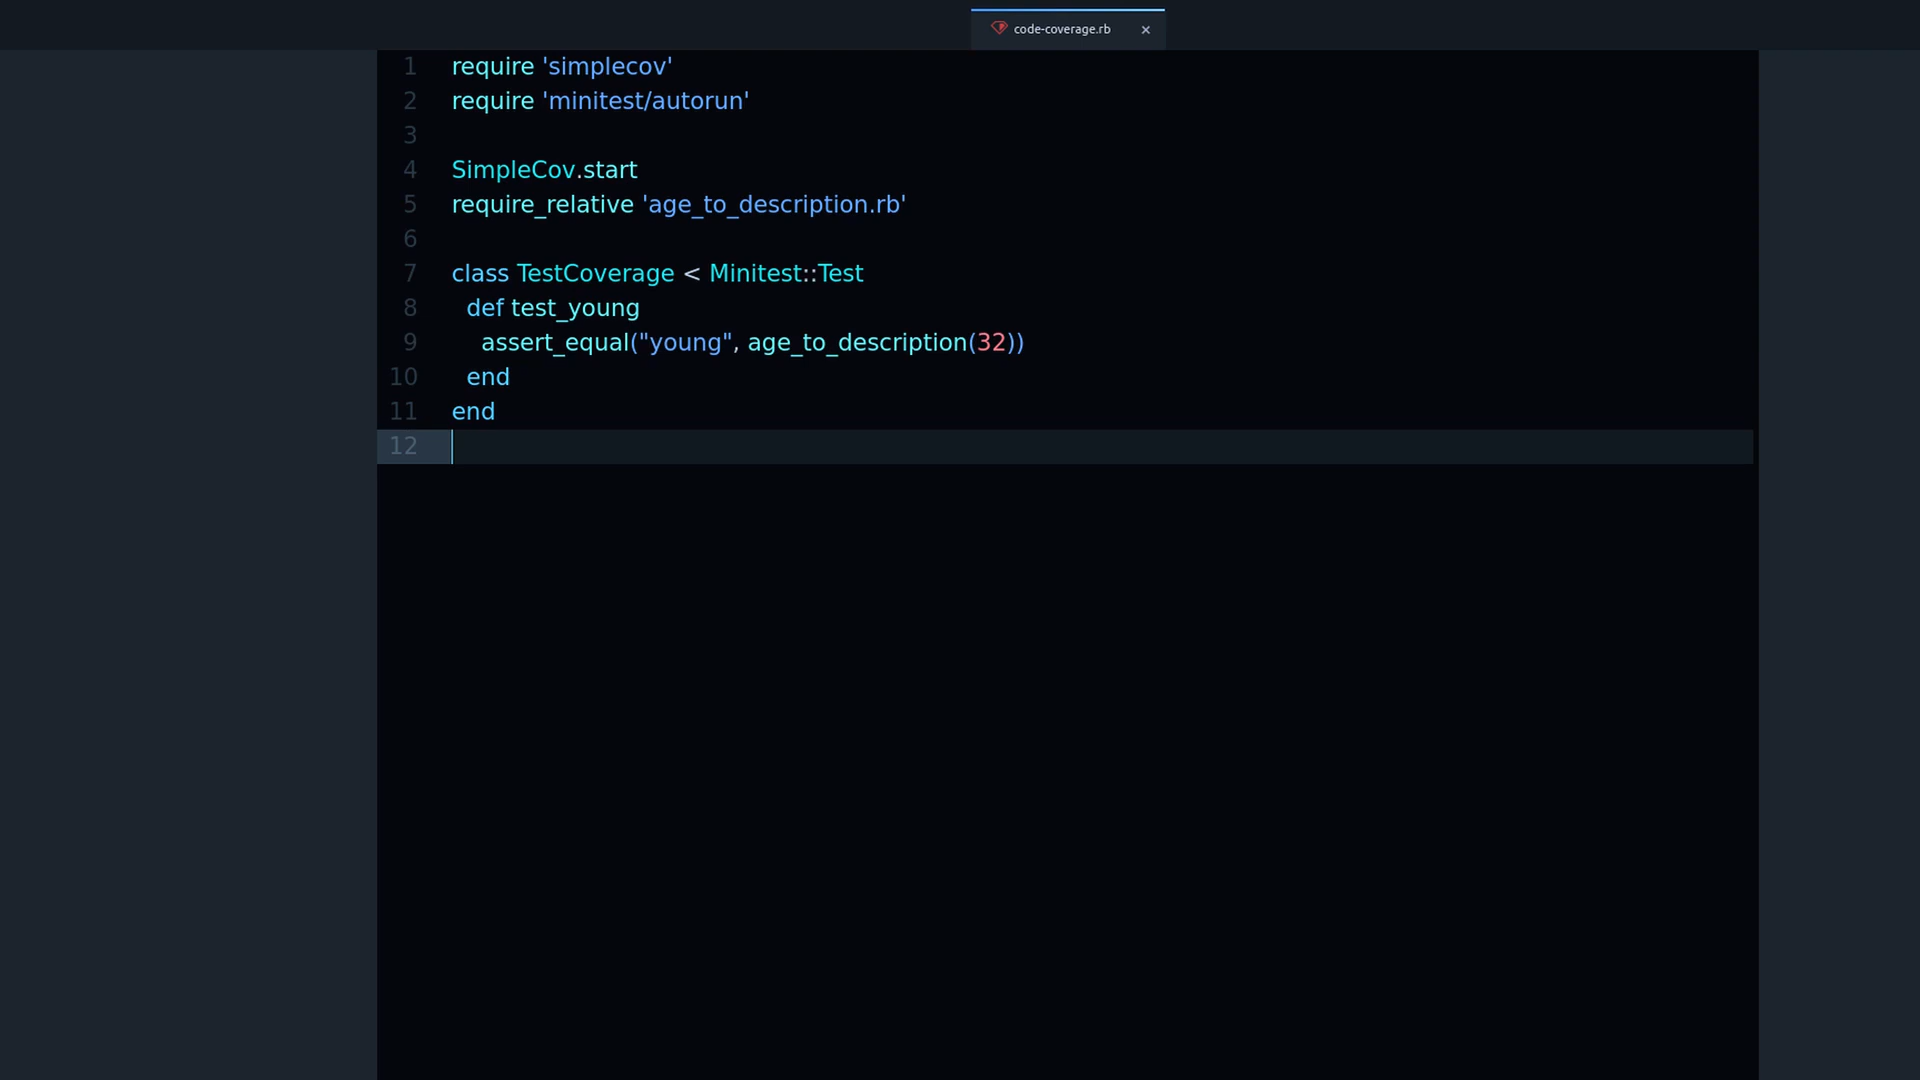 code-coverage.rb ×
1 require 'simplecov'
2 require 'minitest/autorun'
3
4 SimpleCov.start
5 require_relative 'age_to_description.rb'
6
7 class TestCoverage < Minitest::Test
8   def test_young
9     assert_equal("young", age_to_description(32))
10   end
11 end
12